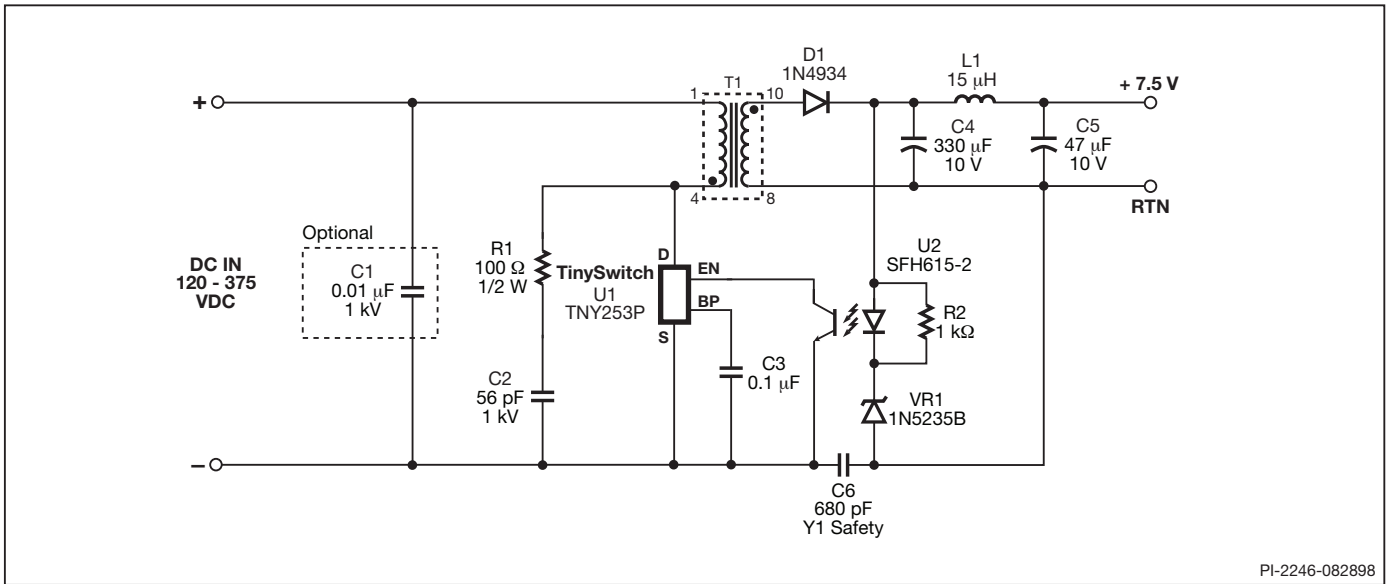 D1
1N4934
L1
15 µH
+ 7.5 V
T1
1
10
+
C4
330 µF
10 V
C5
47 µF
10 V
4
8
RTN
Optional
C1
0.01 µF
1 kV
DC IN
120 - 375
VDC
R1
100 Ω
1/2 W
D
TinySwitch
U1
TNY253P
EN
BP
S
U2
SFH615-2
R2
1 kΩ
C2
56 pF
1 kV
C3
0.1 µF
VR1
1N5235B
–
C6
680 pF
Y1 Safety
PI-2246-082898